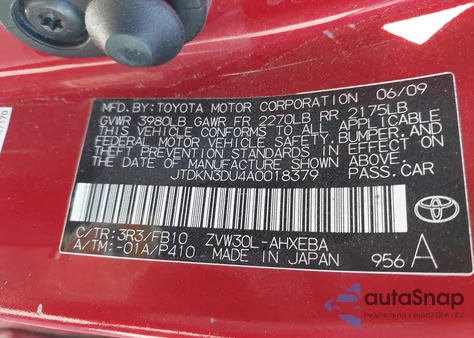 MFD. BY: TOYOTA MOTOR CORPORATION 06/09
GVWR 3980LB GAWR FR 2270LB RR 2175LB
THIS VEHICLE CONFORMS TO ALL APPLICABLE
FEDERAL MOTOR VEHICLE SAFETY, BUMPER, AND
THEFT PREVENTION STANDARDS IN EFFECT ON
THE DATE OF MANUFACTURE SHOWN ABOVE.
JTDKN3DU4A0018379 PASS. CAR
C/TR: 3R3/FB10 ZVW30L-AHXEBA
A/TM: -01A/P410 MADE IN JAPAN
956 A
TOYOTA
autoSnap